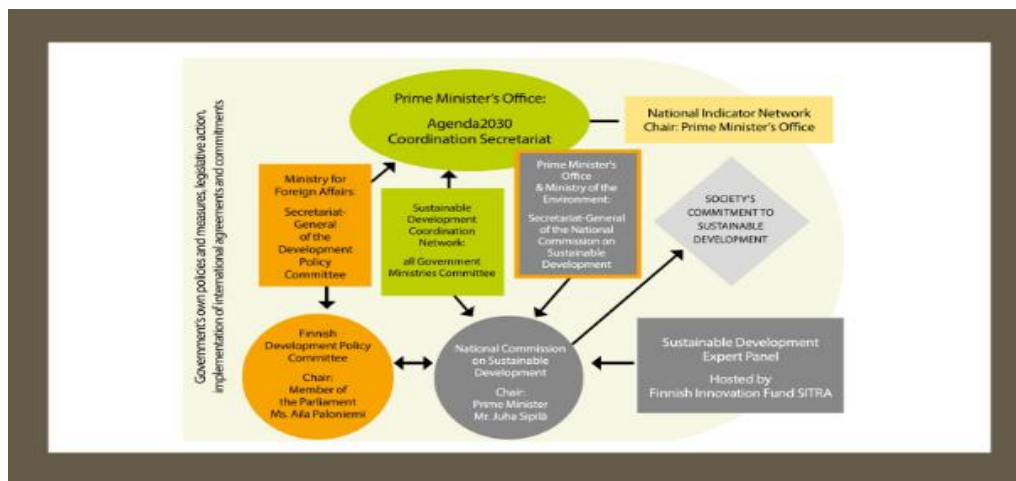 Government's own policies and measures, legislative action,
implementation of international agreements and commitments
Prime Minister's Office:
Agenda2030
Coordination Secretariat
National Indicator Network
Chair: Prime Minister's Office
Ministry for
Foreign Affairs:
Secretariat-
General
of the
Development
Policy
Committee
Sustainable
Development
Coordination
Network:
all Government
Ministries Committee
Prime Minister's
Office
& Ministry of the
Environment:
Secretariat-General
of the National
Commission on
Sustainable
Development
SOCIETY'S
COMMITMENT TO
SUSTAINABLE
DEVELOPMENT
Finnish
Development Policy
Committee
Chair:
Member of
the Parliament
Ms. Aila Paloniemi
National Commission
on Sustainable
Development
Chair:
Prime Minister
Mr. Juha Sipilä
Sustainable Development
Expert Panel
Hosted by
Finnish Innovation Fund SITRA